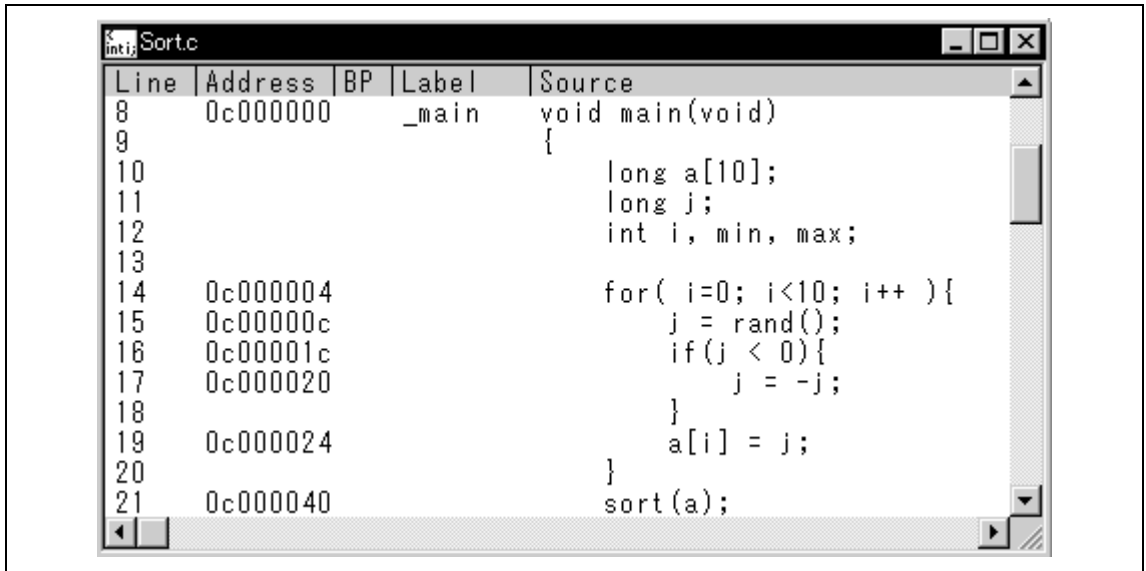 < inti; Sort.c
Line Address BP Label Source
8 0c000000 _main void main(void)
9 {
10 long a[10];
11 long j;
12 int i, min, max;
13
14 0c000004 for( i=0; i<10; i++ ){
15 0c00000c j = rand();
16 0c00001c if(j < 0){
17 0c000020 j = -j;
18 }
19 0c000024 a[i] = j;
20 }
21 0c000040 sort(a);